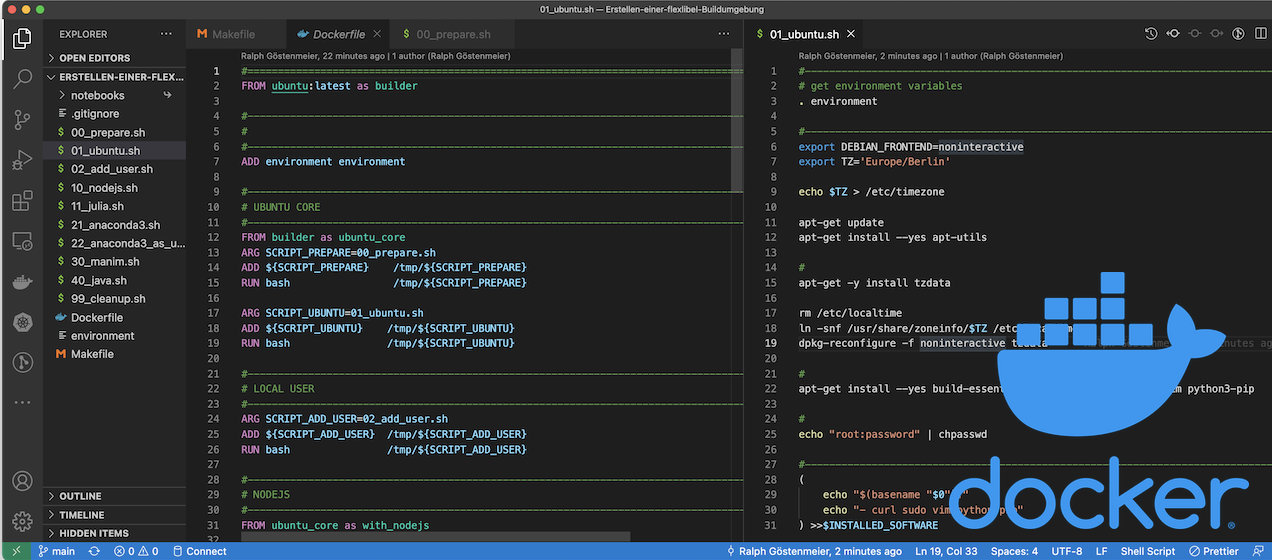 01_ubuntu.sh — Erstellen-einer-flexlibel-Buildumgebung
EXPLORER
OPEN EDITORS
ERSTELLEN-EINER-FLEX...
notebooks
.gitignore
00_prepare.sh
01_ubuntu.sh
02_add_user.sh
10_nodejs.sh
11_julia.sh
21_anaconda3.sh
22_anaconda3_as_u...
30_manim.sh
40_java.sh
99_cleanup.sh
Dockerfile
environment
Makefile
OUTLINE
TIMELINE
HIDDEN ITEMS
Makefile
Dockerfile
00_prepare.sh
Ralph Göstenmeier, 22 minutes ago | 1 author (Ralph Göstenmeier)
1 #
2 FROM ubuntu:latest as builder
3
4 #
5 #
6 #
7 ADD environment environment
8
9 #
10 # UBUNTU CORE
11 #
12 FROM builder as ubuntu_core
13 ARG SCRIPT_PREPARE=00_prepare.sh
14 ADD ${SCRIPT_PREPARE} /tmp/${SCRIPT_PREPARE}
15 RUN bash /tmp/${SCRIPT_PREPARE}
16
17 ARG SCRIPT_UBUNTU=01_ubuntu.sh
18 ADD ${SCRIPT_UBUNTU} /tmp/${SCRIPT_UBUNTU}
19 RUN bash /tmp/${SCRIPT_UBUNTU}
20
21 #
22 # LOCAL USER
23 #
24 ARG SCRIPT_ADD_USER=02_add_user.sh
25 ADD ${SCRIPT_ADD_USER} /tmp/${SCRIPT_ADD_USER}
26 RUN bash /tmp/${SCRIPT_ADD_USER}
27
28 #
29 # NODEJS
30 #
31 FROM ubuntu_core as with_nodejs
32
01_ubuntu.sh
Ralph Göstenmeier, 2 minutes ago | 1 author (Ralph Göstenmeier)
1 #
2 # get environment variables
3 . environment
4
5 #
6 export DEBIAN_FRONTEND=noninteractive
7 export TZ='Europe/Berlin'
8
9 echo $TZ > /etc/timezone
10
11 apt-get update
12 apt-get install --yes apt-utils
13
14 #
15 apt-get -y install tzdata
16
17 rm /etc/localtime
18 ln -snf /usr/share/zoneinfo/$TZ
19 dpkg-reconfigure -f noninteractive
20
21 #
22 apt-get install --yes python3-pip
23
24 #
25 echo "root:password" | chpasswd
26
27 #
28 (
29 echo "$(basename "$0"
30 echo "- curl sudo vim
31 ) >>$INSTALLED_SOFTWARE
docker
main
0 0
Connect
Ralph Göstenmeier, 2 minutes ago
Ln 19, Col 33
Spaces: 4
UTF-8
LF
Shell Script
Prettier